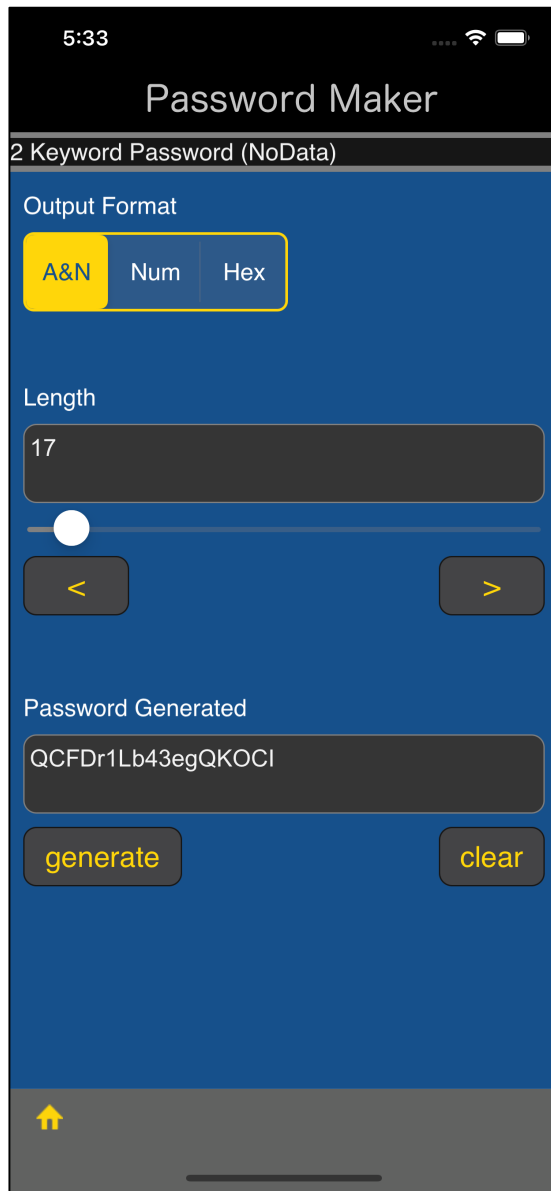 5:33
Password Maker
2 Keyword Password (NoData)
Output Format
A&N Num Hex
Length
17
< >
Password Generated
QCFDr1Lb43egQKOCI
generate clear